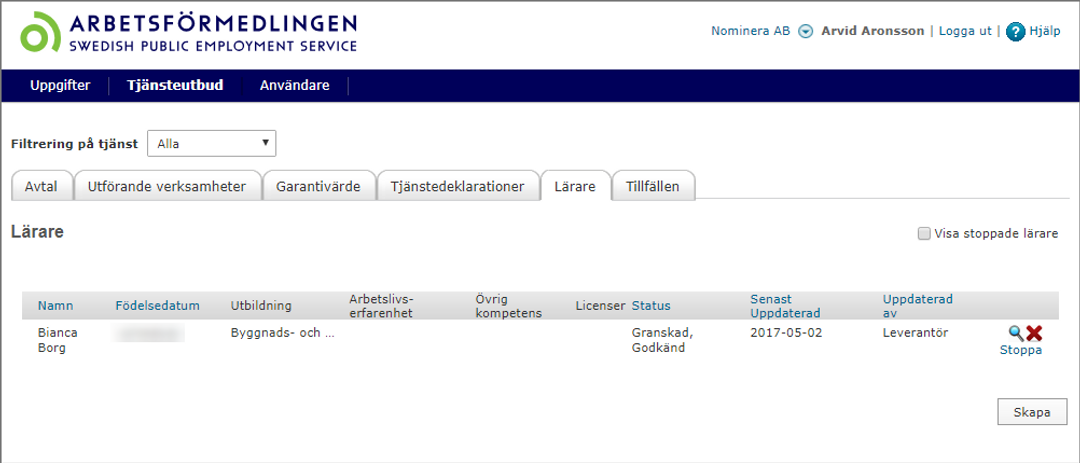 ARBETSFÖRMEDLINGEN
SWEDISH PUBLIC EMPLOYMENT SERVICE
Nominera AB Arvid Aronsson | Logga ut | ? Hjälp
Uppgifter Tjänsteutbud Användare
Filtrering på tjänst Alla
Avtal Utförande verksamheter Garantivärde Tjänstedeklarationer Lärare Tillfällen
Lärare
Visa stoppade lärare
Namn Födelsedatum Utbildning Arbetslivs-erfarenhet Övrig kompetens Licenser Status Senast Uppdaterad Uppdaterad av
Bianca Borg Byggnads- och ... Granskad, Godkänd 2017-05-02 Leverantör
Stoppa
Skapa